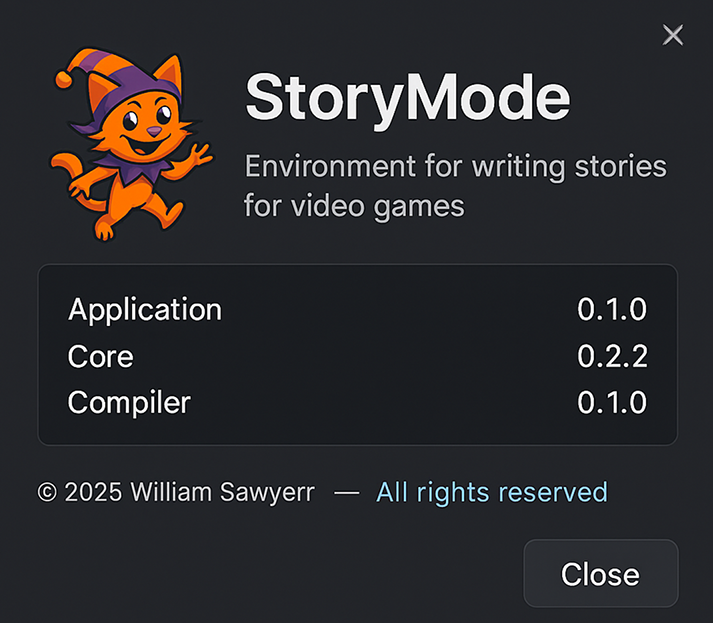 StoryMode
Environment for writing stories
for video games
Application 0.1.0
Core 0.2.2
Compiler 0.1.0
© 2025 William Sawyerr — All rights reserved
Close